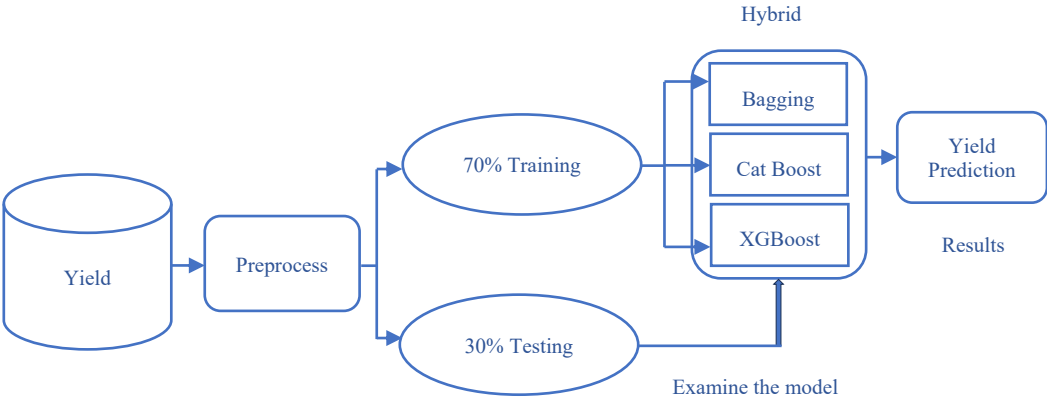 Hybrid
Bagging
70% Training
Cat Boost
Yield
Prediction
XGBoost
Results
Yield
Preprocess
30% Testing
Examine the model